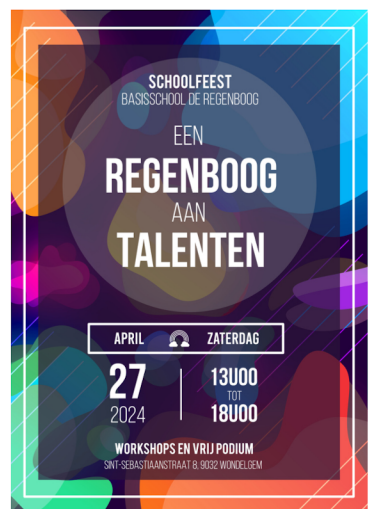 SCHOOLFEEST
BASISSCHOOL DE REGENBOOG
EEN
REGENBOOG
AAN
TALENTEN
APRIL ZATERDAG
27
2024
13U00
TOT
18U00
WORKSHOPS EN VRIJ PODIUM
SINT-SEBASTIAANSTRAAT 8, 9032 WONDELGEM